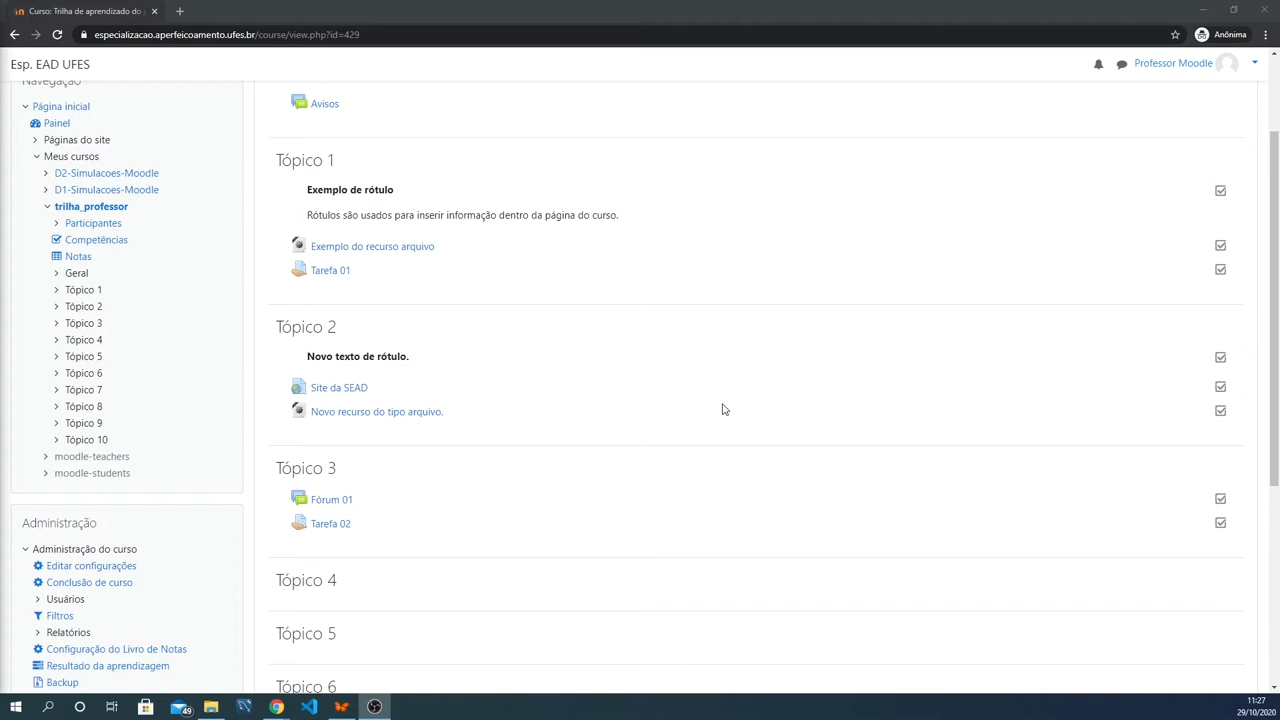 Curso: Trilha de aprendizado do
especializacao.aperfeicoamento.ufes.br/course/view.php?id=429
Anônima
Esp. EAD UFES
Professor Moodle
Navegação
Página inicial
Painel
Páginas do site
Meus cursos
D2-Simulacoes-Moodle
D1-Simulacoes-Moodle
trilha_professor
Participantes
Competências
Notas
Geral
Tópico 1
Tópico 2
Tópico 3
Tópico 4
Tópico 5
Tópico 6
Tópico 7
Tópico 8
Tópico 9
Tópico 10
moodle-teachers
moodle-students
Administração
Administração do curso
Editar configurações
Conclusão de curso
Usuários
Filtros
Relatórios
Configuração do Livro de Notas
Resultado da aprendizagem
Backup
Avisos
Tópico 1
Exemplo de rótulo
Rótulos são usados para inserir informação dentro da página do curso.
Exemplo do recurso arquivo
Tarefa 01
Tópico 2
Novo texto de rótulo.
Site da SEAD
Novo recurso do tipo arquivo.
Tópico 3
Fórum 01
Tarefa 02
Tópico 4
Tópico 5
Tópico 6
49
11:27
29/10/2020